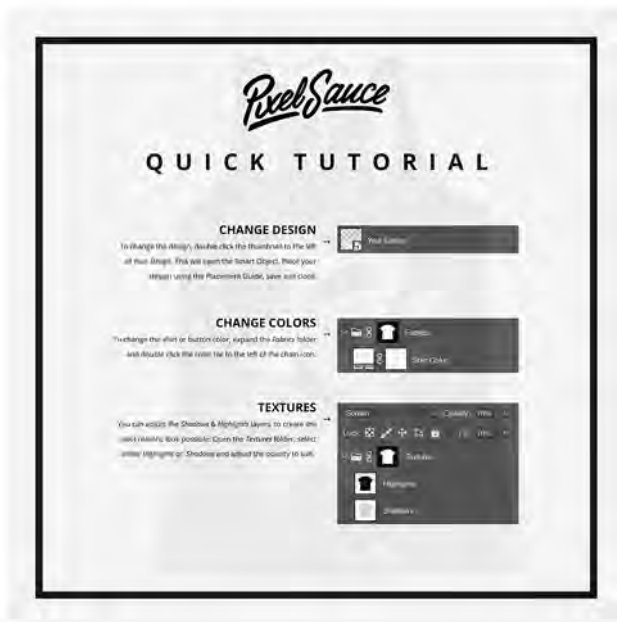 PixelSauce
QUICK TUTORIAL
CHANGE DESIGN
To change the design, double click the thumbnail to the left
of Your Design. This will open the Smart Object. Place your
design using the Placement Guide, save and close.
Your Design
CHANGE COLORS
To change the shirt or button color, expand the Fabrics folder
and double click the color tile to the left of the chain icon.
Fabrics
Shirt Color
TEXTURES
You can adjust the Shadow & Highlights layers, to create the
most realistic look possible. Open the Textures folder, select
either Highlights or Shadows and adjust the opacity to suit.
Screen Opacity:
Lock:
Textures
Highlights
Shadows